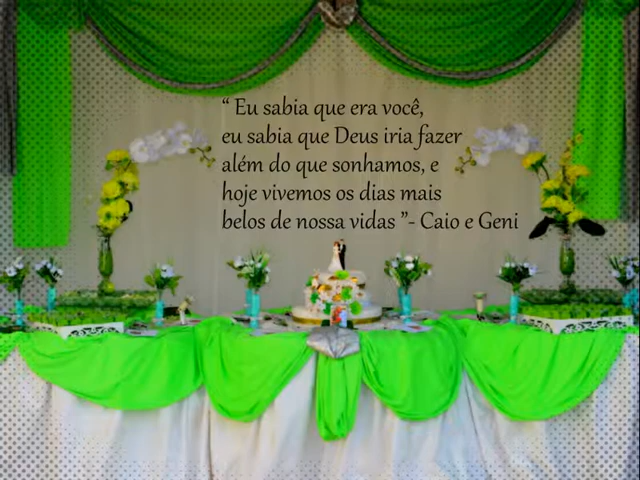 “ Eu sabia que era você,
eu sabia que Deus iria fazer
além do que sonhamos, e
hoje vivemos os dias mais
belos de nossa vidas ”- Caio e Geni